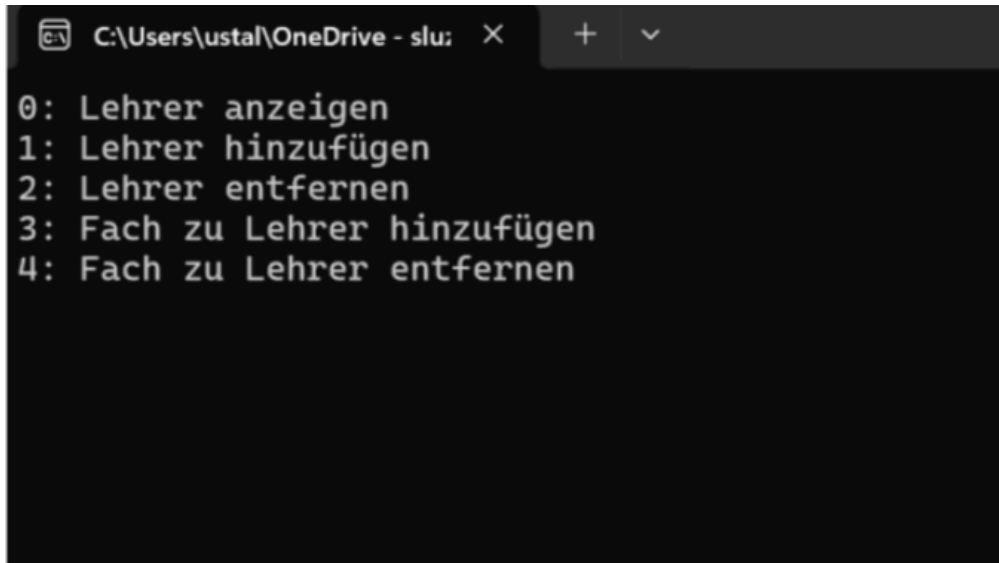 C:\Users\ustal\OneDrive - sluz
0: Lehrer anzeigen
1: Lehrer hinzufügen
2: Lehrer entfernen
3: Fach zu Lehrer hinzufügen
4: Fach zu Lehrer entfernen